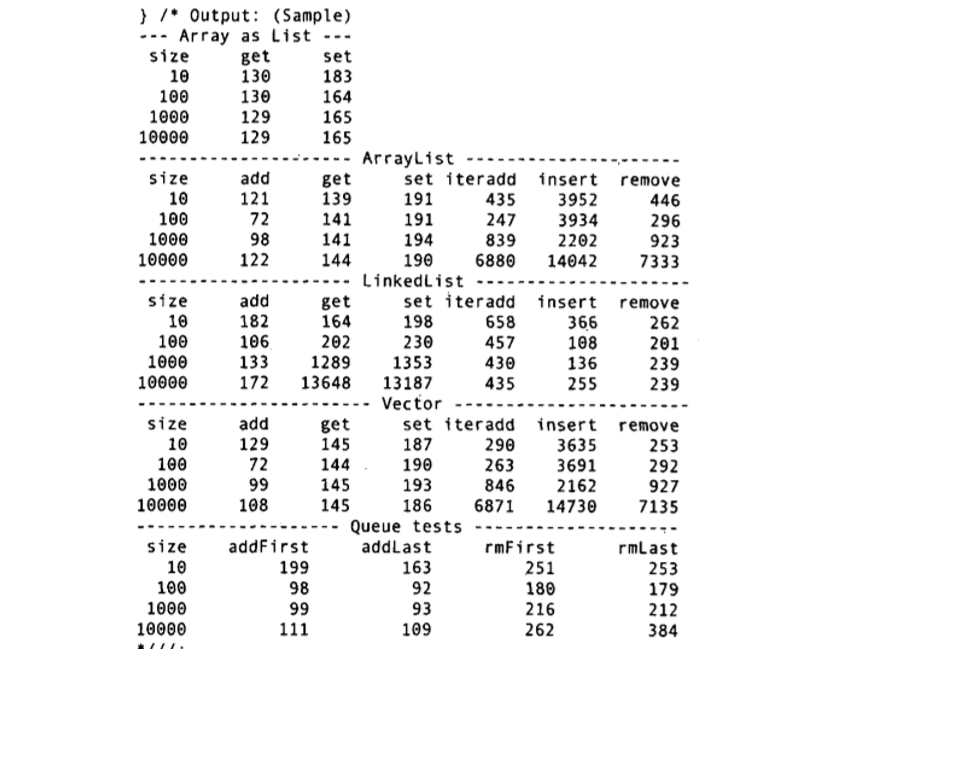 } /* Output: (Sample)
--- Array as List ---
size get set
10 130 183
100 130 164
1000 129 165
10000 129 165
--------------------- ArrayList ---------------------
size add get set iteradd insert remove
10 121 139 191 435 3952 446
100 72 141 191 247 3934 296
1000 98 141 194 839 2202 923
10000 122 144 190 6880 14042 7333
--------------------- LinkedList ---------------------
size add get set iteradd insert remove
10 182 164 198 658 366 262
100 106 202 230 457 108 201
1000 133 1289 1353 430 136 239
10000 172 13648 13187 435 255 239
----------------------- Vector -----------------------
size add get set iteradd insert remove
10 129 145 187 290 3635 253
100 72 144 190 263 3691 292
1000 99 145 193 846 2162 927
10000 108 145 186 6871 14730 7135
-------------------- Queue tests --------------------
size addFirst addLast rmFirst rmLast
10 199 163 251 253
100 98 92 180 179
1000 99 93 216 212
10000 111 109 262 384
*///: